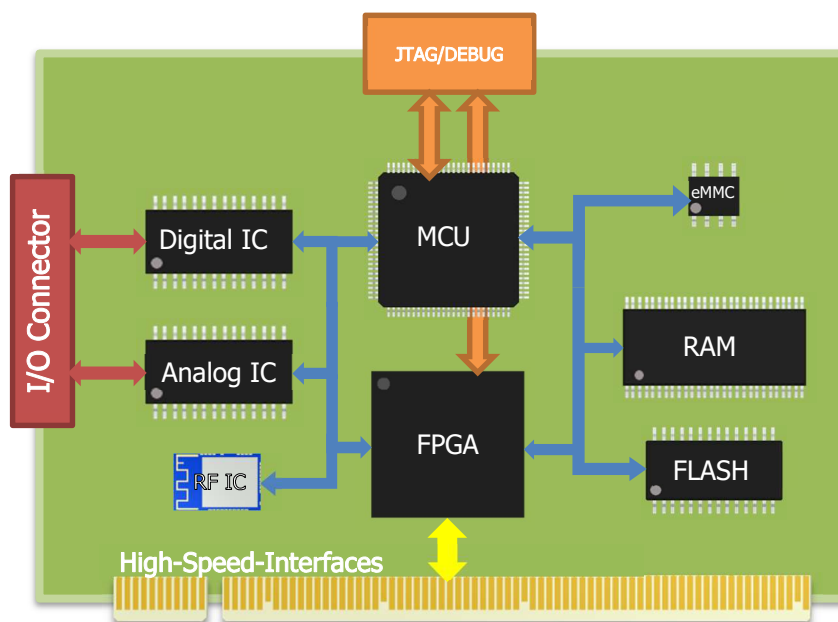 JTAG/DEBUG
eMMC
Digital IC
MCU
I/O Connector
RAM
Analog IC
FPGA
FLASH
RF IC
High-Speed-Interfaces